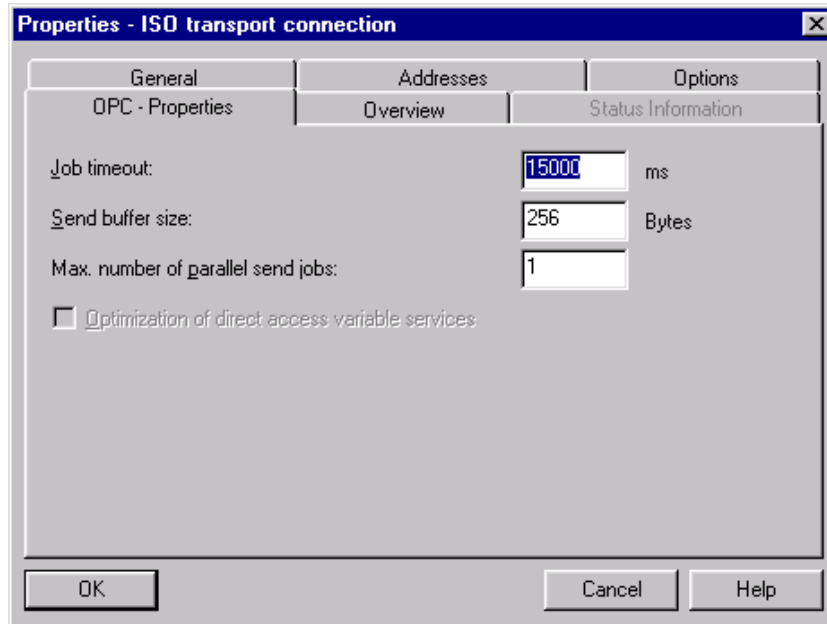 Properties - ISO transport connection
General Addresses Options
OPC - Properties Overview Status Information
Job timeout: 15000 ms
Send buffer size: 256 Bytes
Max. number of parallel send jobs: 1
Optimization of direct access variable services
OK Cancel Help